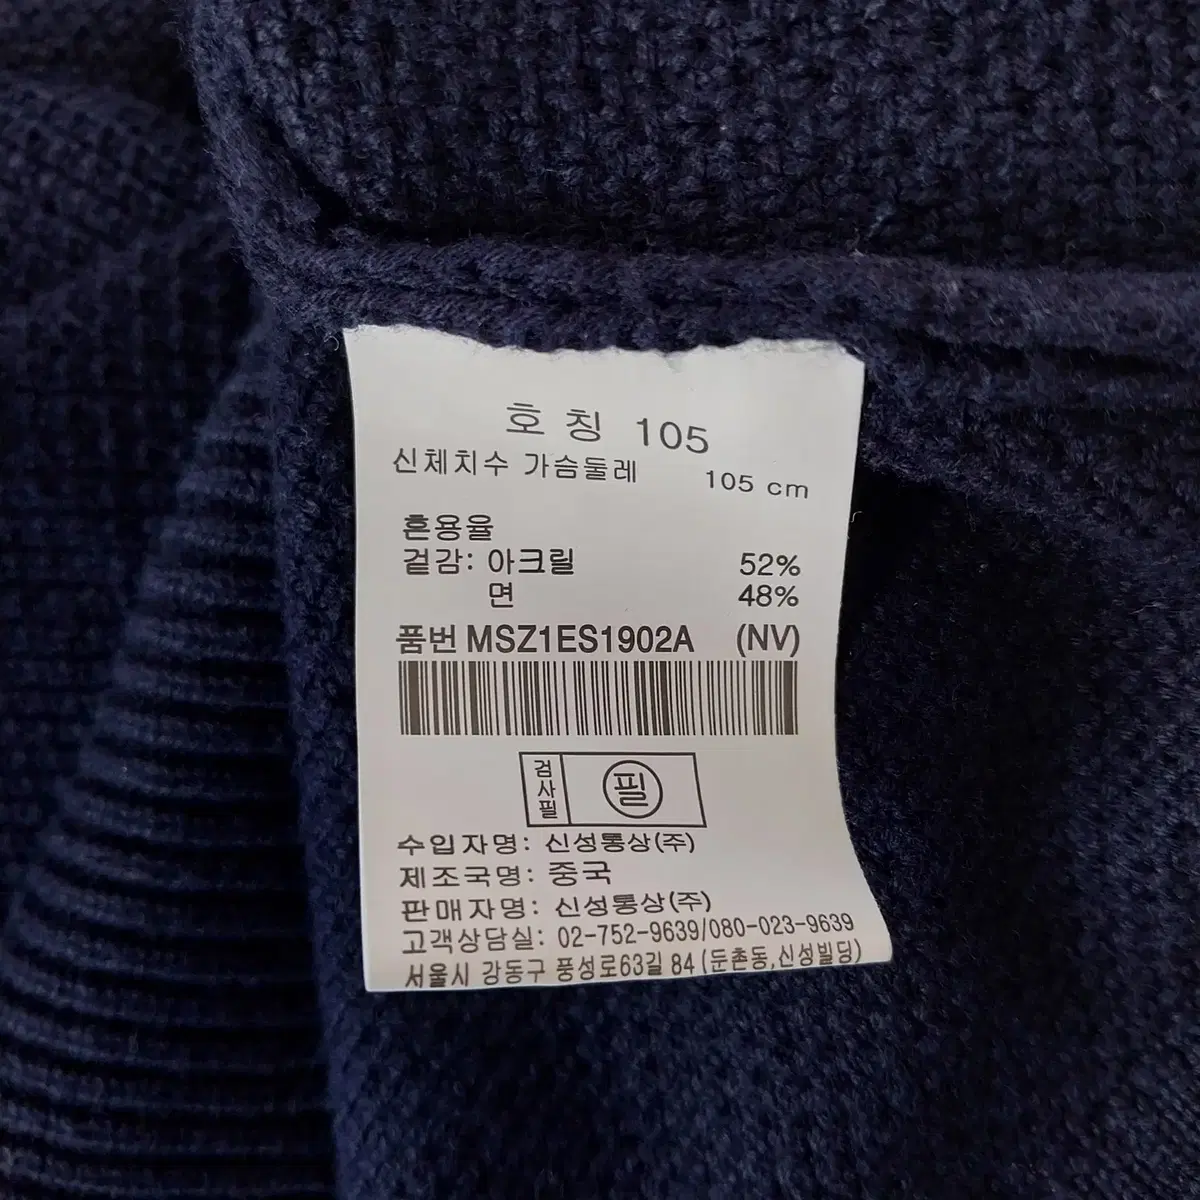 호 칭 105
신체치수 가슴둘레 105 cm
혼용율
겉감: 아크릴 52%
면 48%
품번 MSZ1ES1902A (NV)
검사필 필
수입자명: 신성통상(주)
제조국명: 중국
판매자명: 신성통상(주)
고객상담실: 02-752-9639/080-023-9639
서울시 강동구 풍성로63길 84 (둔촌동,신성빌딩)